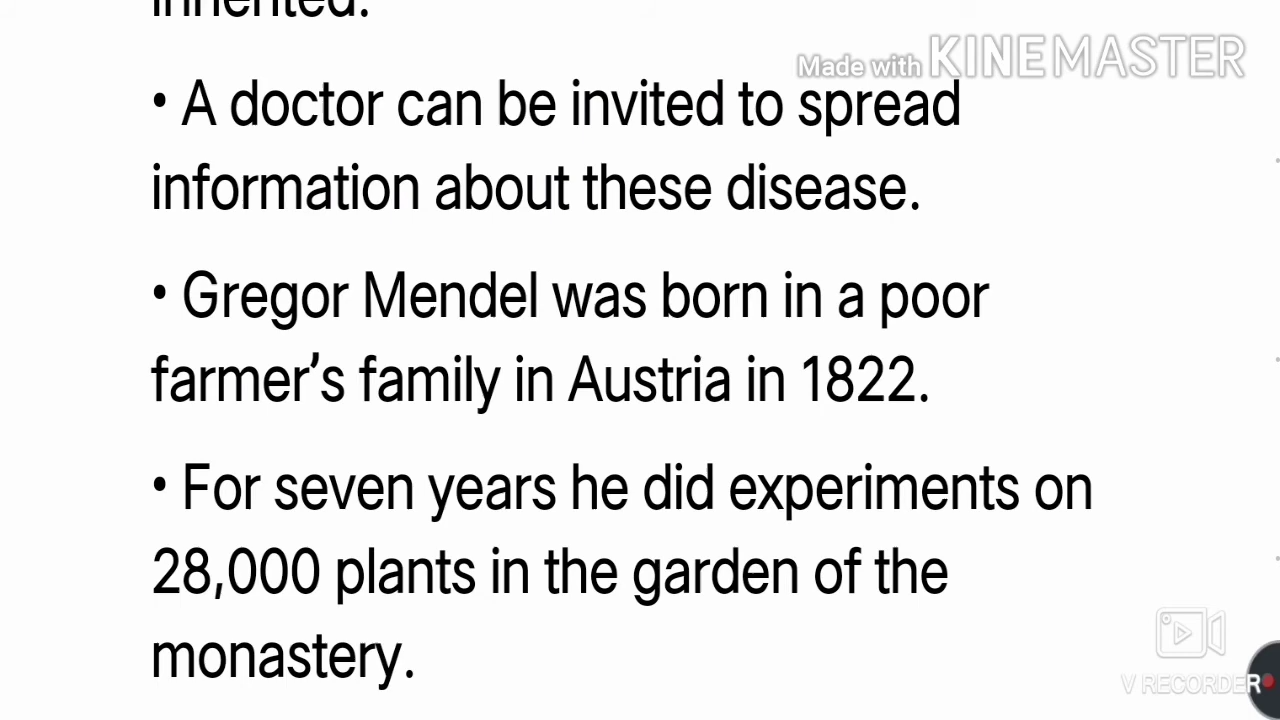 inherited.
Made with KINEMASTER
• A doctor can be invited to spread
information about these disease.
• Gregor Mendel was born in a poor
farmer’s family in Austria in 1822.
• For seven years he did experiments on
28,000 plants in the garden of the
monastery.
V RECORDER